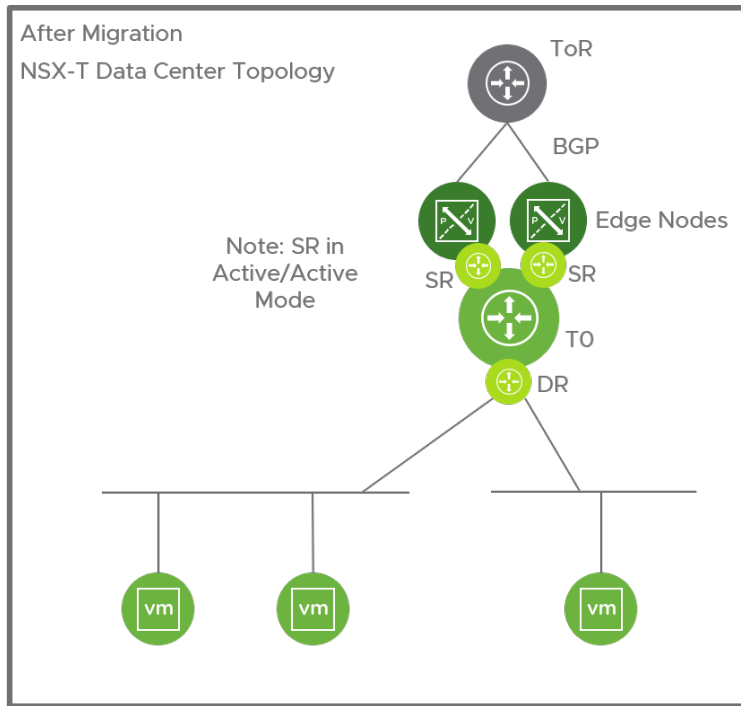 After Migration
NSX-T Data Center Topology
ToR
BGP
P V
P V
Edge Nodes
Note: SR in
Active/Active
Mode
SR
SR
T0
DR
vm
vm
vm